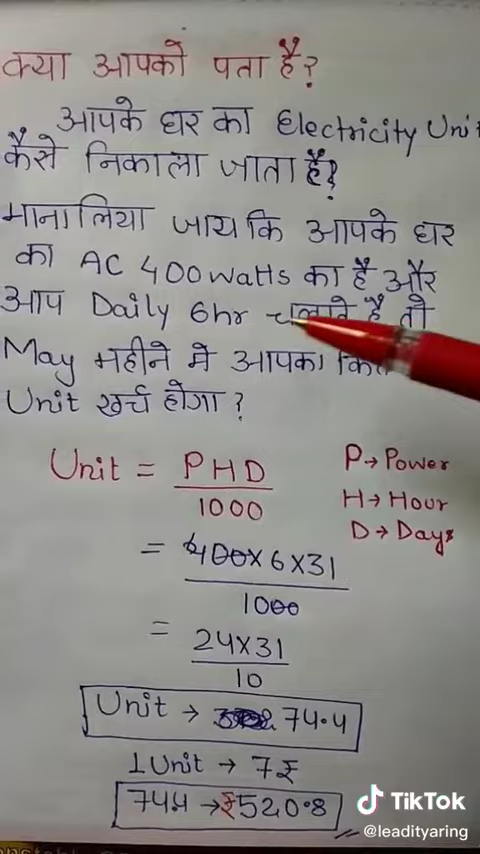 क्या आपको पता है?
आपके घर का Electricity Unit
कैसे निकाला जाता है?
मानालिया जाय कि आपके घर
का AC 400 watts का है और
आप Daily 6hr चलाते है तो
May महीने मे आपका
Unit खर्च होगा?
Unit = PHD P→Power
1000 H→Hour
D→Days
= 400×6×31
1000
= 24×31
10
Unit → 74.4
1 Unit → 7₹
74.4 → ₹520.8
TikTok
@leadityaring